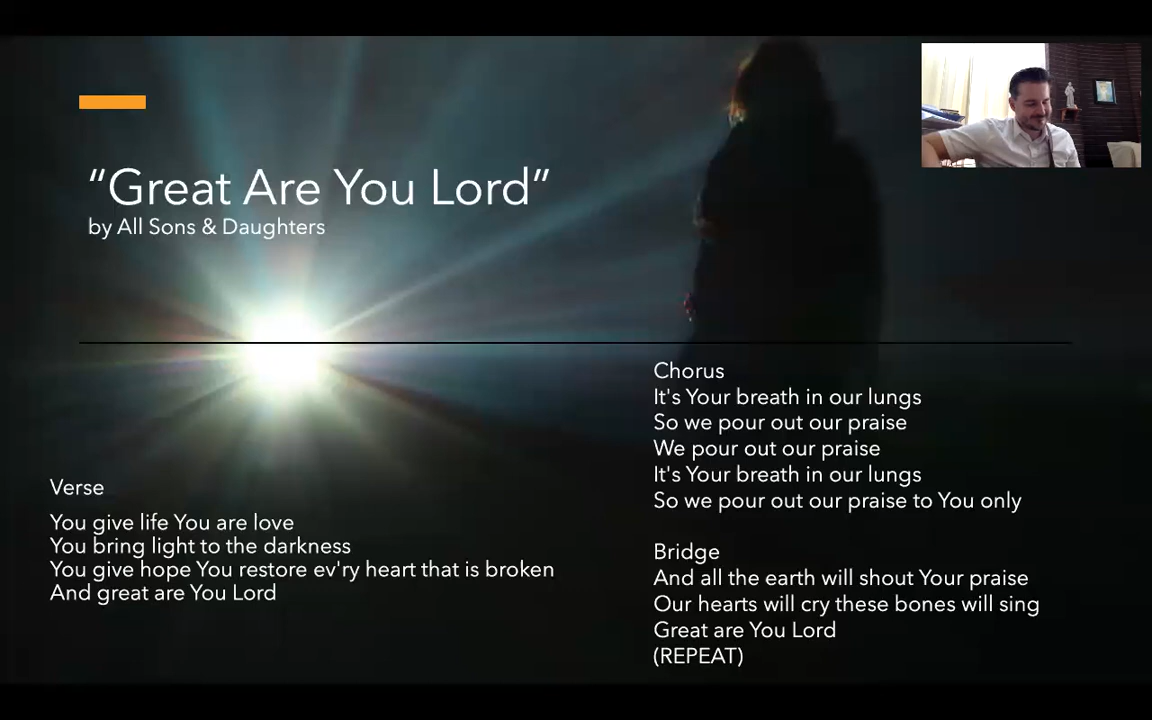 “Great Are You Lord”
by All Sons & Daughters
Verse
You give life You are love
You bring light to the darkness
You give hope You restore ev'ry heart that is broken
And great are You Lord
Chorus
It's Your breath in our lungs
So we pour out our praise
We pour out our praise
It's Your breath in our lungs
So we pour out our praise to You only
Bridge
And all the earth will shout Your praise
Our hearts will cry these bones will sing
Great are You Lord
(REPEAT)